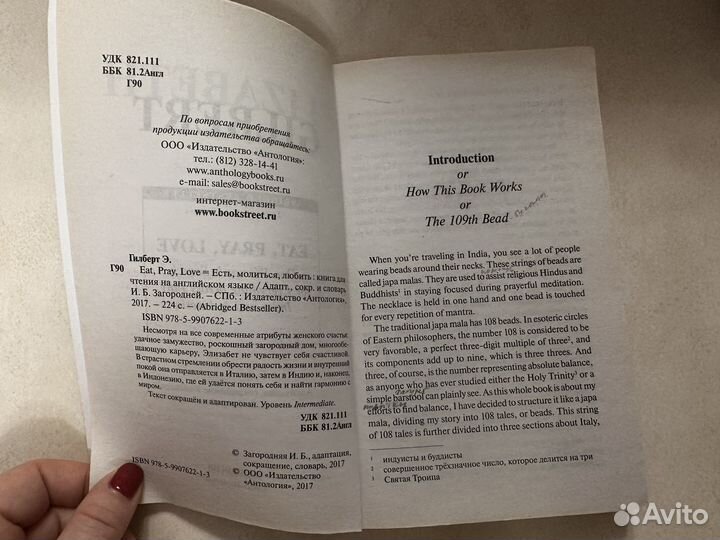 УДК 821.111
ББК 81.2Англ
Г90
По вопросам приобретения
продукции издательства обращайтесь:
ООО «Издательство «Антология»:
тел.: (812) 328-14-41
www.anthologybooks.ru
e-mail: sales@bookstreet.ru
интернет-магазин
www.bookstreet.ru
EAT, PRAY, LOVE
Гилберт Э.
Г90 Eat, Pray, Love = Есть, молиться, любить : книга для
чтения на английском языке / Адапт., сокр. и словарь
И. Б. Загородней. – СПб. : Издательство «Антология»,
2017. – 224 с. – (Abridged Bestseller).
ISBN 978-5-9907622-1-3
Несмотря на все современные атрибуты женского счастья:
удачное замужество, роскошный загородный дом, многообе-
щающую карьеру, Элизабет не чувствует себя счастливой.
В страстном стремлении обрести радость жизни и внутренний
покой она отправляется в Италию, затем в Индию и, наконец,
в Индонезию, где ей удаётся понять себя и найти гармонию с
миром.
Текст сокращён и адаптирован. Уровень Intermediate.
УДК 821.111
ББК 81.2Англ
© Загородняя И. Б., адаптация,
сокращение, словарь, 2017
© ООО «Издательство
«Антология», 2017
ISBN 978-5-9907622-1-3
Introduction
or
How This Book Works
or
The 109th Bead
When you're traveling in India, you see a lot of people
wearing beads around their necks. These strings of beads are
called japa malas. They are used to assist religious Hindus and
Buddhists¹ in staying focused during prayerful meditation.
The necklace is held in one hand and one bead is touched
for every repetition of mantra.
The traditional japa mala has 108 beads. In esoteric circles
of Eastern philosophers, the number 108 is considered to be
very favorable, a perfect three-digit multiple of three², and
its components add up to nine, which is three threes. And
three, of course, is the number representing absolute balance,
as anyone who has ever studied either the Holy Trinity³ or a
simple barstool can plainly see. As this whole book is about my
efforts to find balance, I have decided to structure it like a japa
mala, dividing my story into 108 tales, or beads. This string
of 108 tales is further divided into three sections about Italy,
¹ индуисты и буддисты
² совершенное трёхзначное число, которое делится на три
³ Святая Троица
Avito